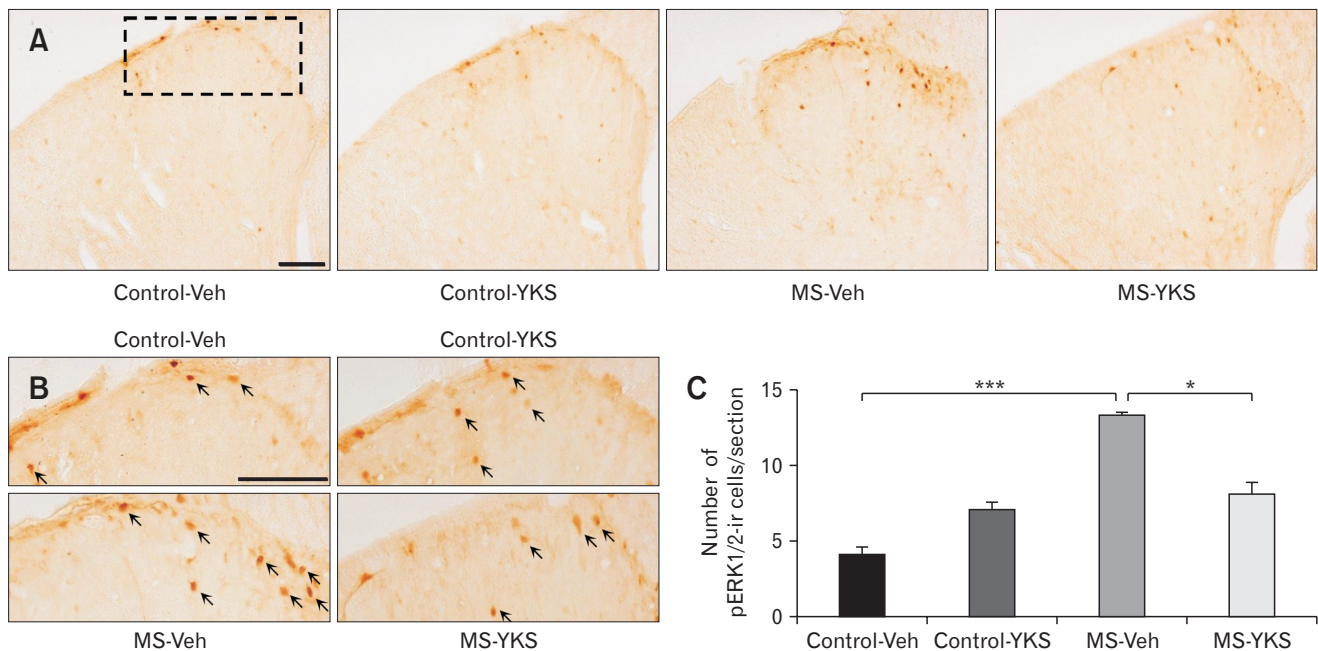 A
Control-Veh
Control-YKS
MS-Veh
MS-YKS
Control-Veh
Control-YKS
B
MS-Veh
MS-YKS
C
Number of
pERK1/2-ir cells/section
15
10
5
0
***
*
Control-Veh
Control-YKS
MS-Veh
MS-YKS